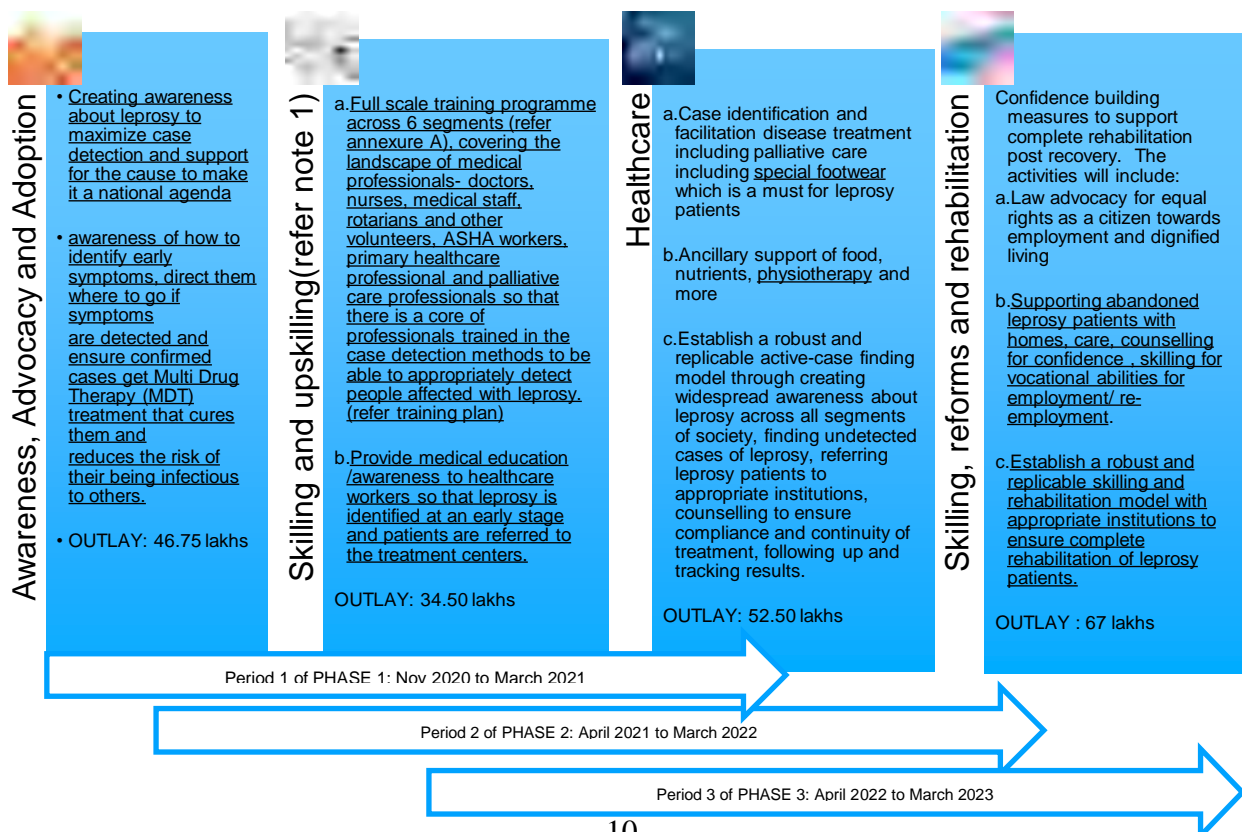 Awareness, Advocacy and Adoption
• Creating awareness
about leprosy to
maximize case
detection and support
for the cause to make
it a national agenda
• awareness of how to
identify early
symptoms, direct them
where to go if
symptoms
are detected and
ensure confirmed
cases get Multi Drug
Therapy (MDT)
treatment that cures
them and
reduces the risk of
their being infectious
to others.
• OUTLAY: 46.75 lakhs
Skilling and upskilling(refer note 1)
a.Full scale training programme
across 6 segments (refer
annexure A), covering the
landscape of medical
professionals- doctors,
nurses, medical staff,
rotarians and other
volunteers, ASHA workers,
primary healthcare
professional and palliative
care professionals so that
there is a core of
professionals trained in the
case detection methods to be
able to appropriately detect
people affected with leprosy.
(refer training plan)
b.Provide medical education
/awareness to healthcare
workers so that leprosy is
identified at an early stage
and patients are referred to
the treatment centers.
OUTLAY: 34.50 lakhs
Healthcare
a.Case identification and
facilitation disease treatment
including palliative care
including special footwear
which is a must for leprosy
patients
b.Ancillary support of food,
nutrients, physiotherapy and
more
c.Establish a robust and
replicable active-case finding
model through creating
widespread awareness about
leprosy across all segments
of society, finding undetected
cases of leprosy, referring
leprosy patients to
appropriate institutions,
counselling to ensure
compliance and continuity of
treatment, following up and
tracking results.
OUTLAY: 52.50 lakhs
Skilling, reforms and rehabilitation
Confidence building
measures to support
complete rehabilitation
post recovery. The
activities will include:
a.Law advocacy for equal
rights as a citizen towards
employment and dignified
living
b.Supporting abandoned
leprosy patients with
homes, care, counselling
for confidence , skilling for
vocational abilities for
employment/ re-
employment.
c.Establish a robust and
replicable skilling and
rehabilitation model with
appropriate institutions to
ensure complete
rehabilitation of leprosy
patients.
OUTLAY : 67 lakhs
Period 1 of PHASE 1: Nov 2020 to March 2021
Period 2 of PHASE 2: April 2021 to March 2022
Period 3 of PHASE 3: April 2022 to March 2023
10